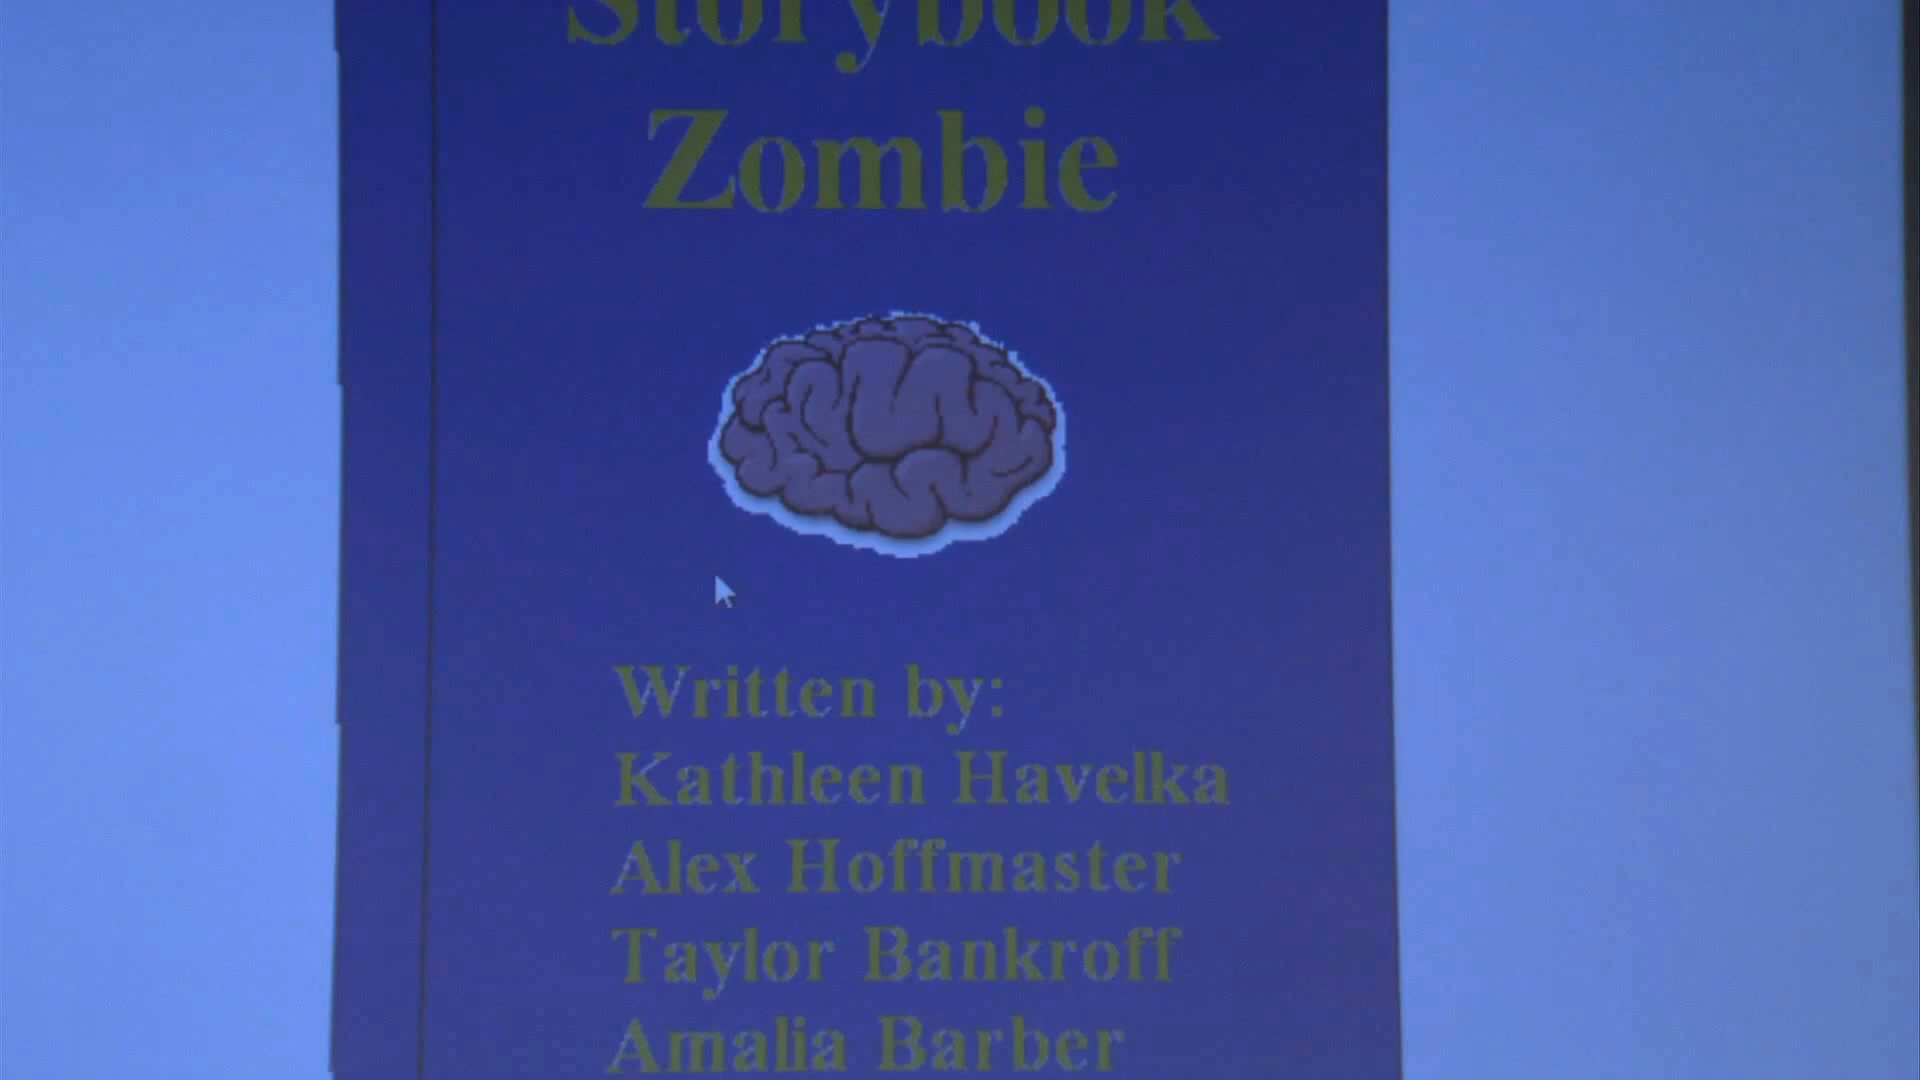 Storybook
Zombie
Written by:
Kathleen Havelka
Alex Hoffmaster
Taylor Bankroff
Amalia Barber